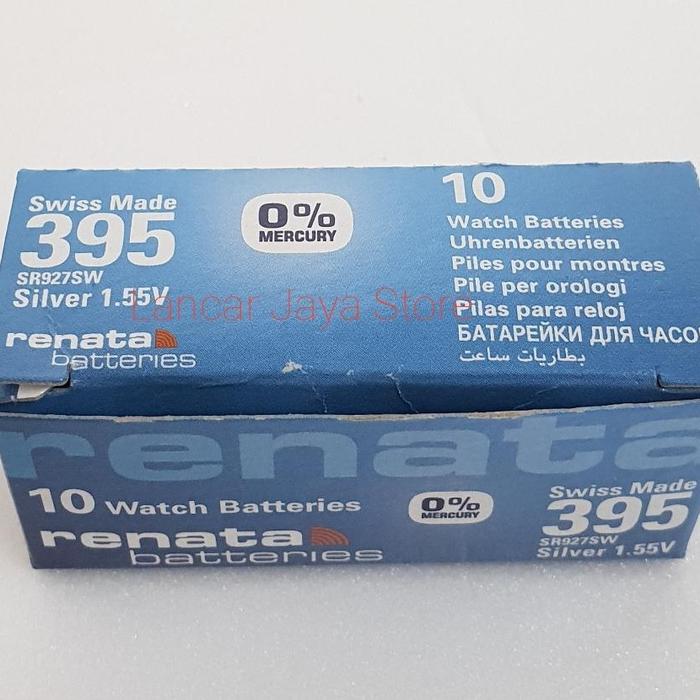 Swiss Made
395
SR927SW
Silver 1.55V
renata
batteries
0%
MERCURY
10
Watch Batteries
Uhrenbatterien
Piles pour montres
Pile per orologi
Pilas para reloj
БАТАРЕЙКИ ДЛЯ ЧАСО
بطاريات ساعت
Lancar Jaya Store
renata
10 Watch Batteries
renata
batteries
0%
MERCURY
Swiss Made
395
SR927SW
Silver 1.55V